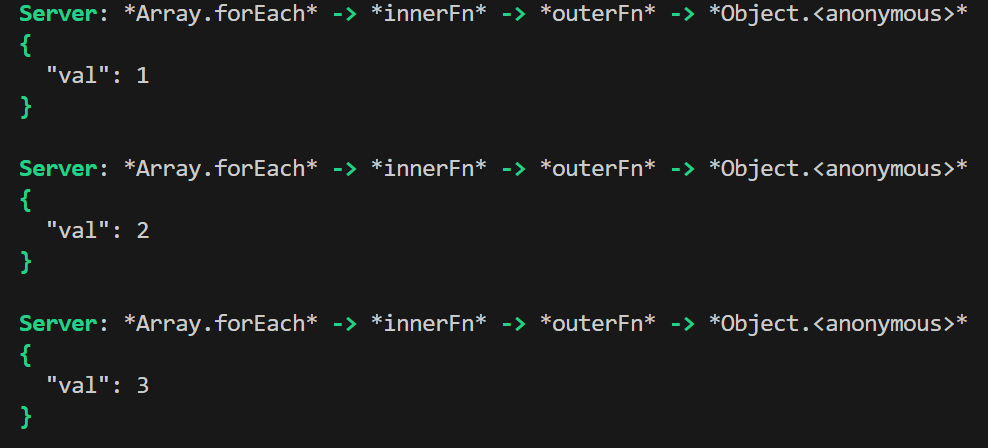 Server: *Array.forEach* -> *innerFn* -> *outerFn* -> *Object.<anonymous>*
{
  "val": 1
}
Server: *Array.forEach* -> *innerFn* -> *outerFn* -> *Object.<anonymous>*
{
  "val": 2
}
Server: *Array.forEach* -> *innerFn* -> *outerFn* -> *Object.<anonymous>*
{
  "val": 3
}